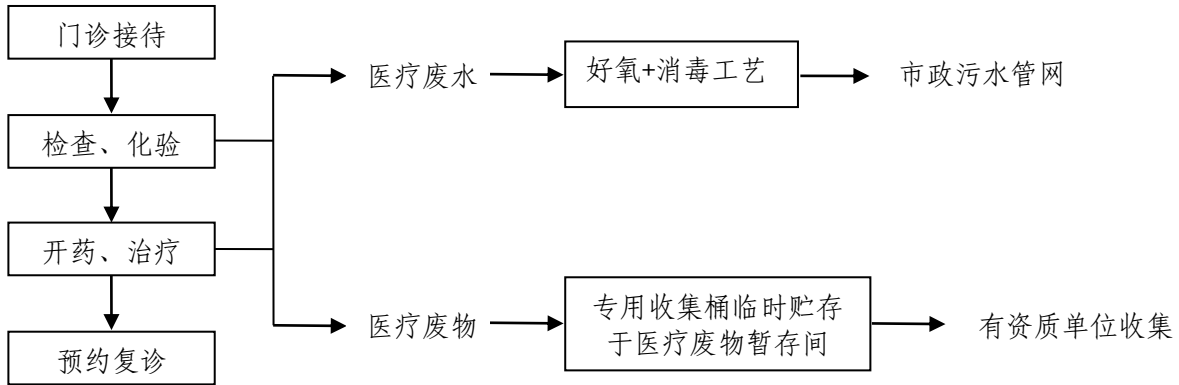 门诊接待
检查、化验
开药、治疗
预约复诊
医疗废水
好氧+消毒工艺
市政污水管网
医疗废物
专用收集桶临时贮存
于医疗废物暂存间
有资质单位收集